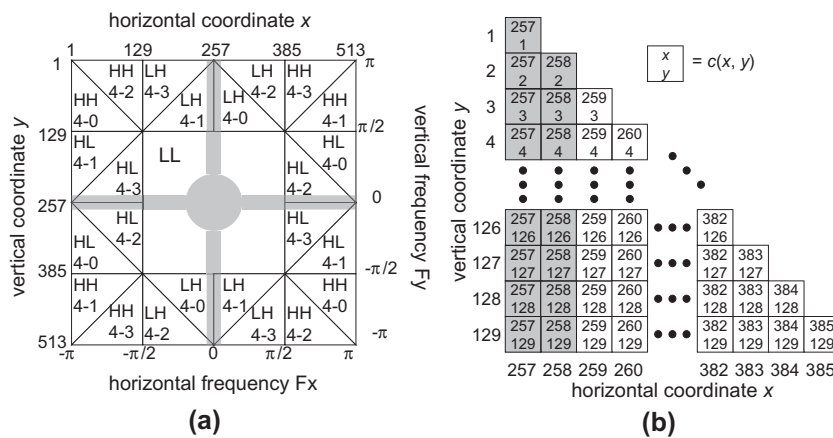 horizontal coordinate x
1 129 257 385 513
1 129 257 385 513
vertical coordinate y
HH 4-2
LH 4-3
LH 4-2
HH 4-3
HH 4-0
LH 4-1
LH 4-0
HH 4-1
HL 4-1
LL
HL 4-0
HL 4-3
HL 4-2
HL 4-2
HL 4-3
HL 4-0
HL 4-1
HH 4-1
LH 4-0
LH 4-1
HH 4-0
HH 4-3
LH 4-2
LH 4-3
HH 4-2
π
π/2
0
-π/2
-π
vertical frequency Fy
-π -π/2 0 π/2 π
horizontal frequency Fx
(a)
vertical coordinate y
x
y
= c(x, y)
1
257
1
2
257 258
2 2
3
257 258 259
3 3 3
4
257 258 259 260
4 4 4 4
126
257 258 259 260 382
126 126 126 126 126
127
257 258 259 260 382 383
127 127 127 127 127 127
128
257 258 259 260 382 383 384
128 128 128 128 128 128 128
129
257 258 259 260 382 383 384 385
129 129 129 129 129 129 129 129
257 258 259 260 382 383 384 385
horizontal coordinate x
(b)